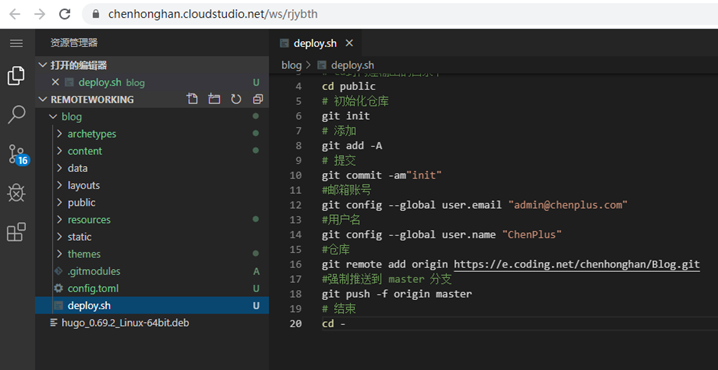 chenhonghan.cloudstudio.net/ws/rjybth
资源管理器
打开的编辑器
deploy.sh blog U
REMOTEWORKING
blog
archetypes
content
data
layouts
public
resources
static
themes
.gitmodules A
config.toml U
deploy.sh U
hugo_0.69.2_Linux-64bit.deb
16
deploy.sh
blog > deploy.sh
4 cd public
5 # 初始化仓库
6 git init
7 # 添加
8 git add -A
9 # 提交
10 git commit -am"init"
11 #邮箱账号
12 git config --global user.email "admin@chenplus.com"
13 #用户名
14 git config --global user.name "ChenPlus"
15 #仓库
16 git remote add origin https://e.coding.net/chenhonghan/Blog.git
17 #强制推送到 master 分支
18 git push -f origin master
19 # 结束
20 cd -